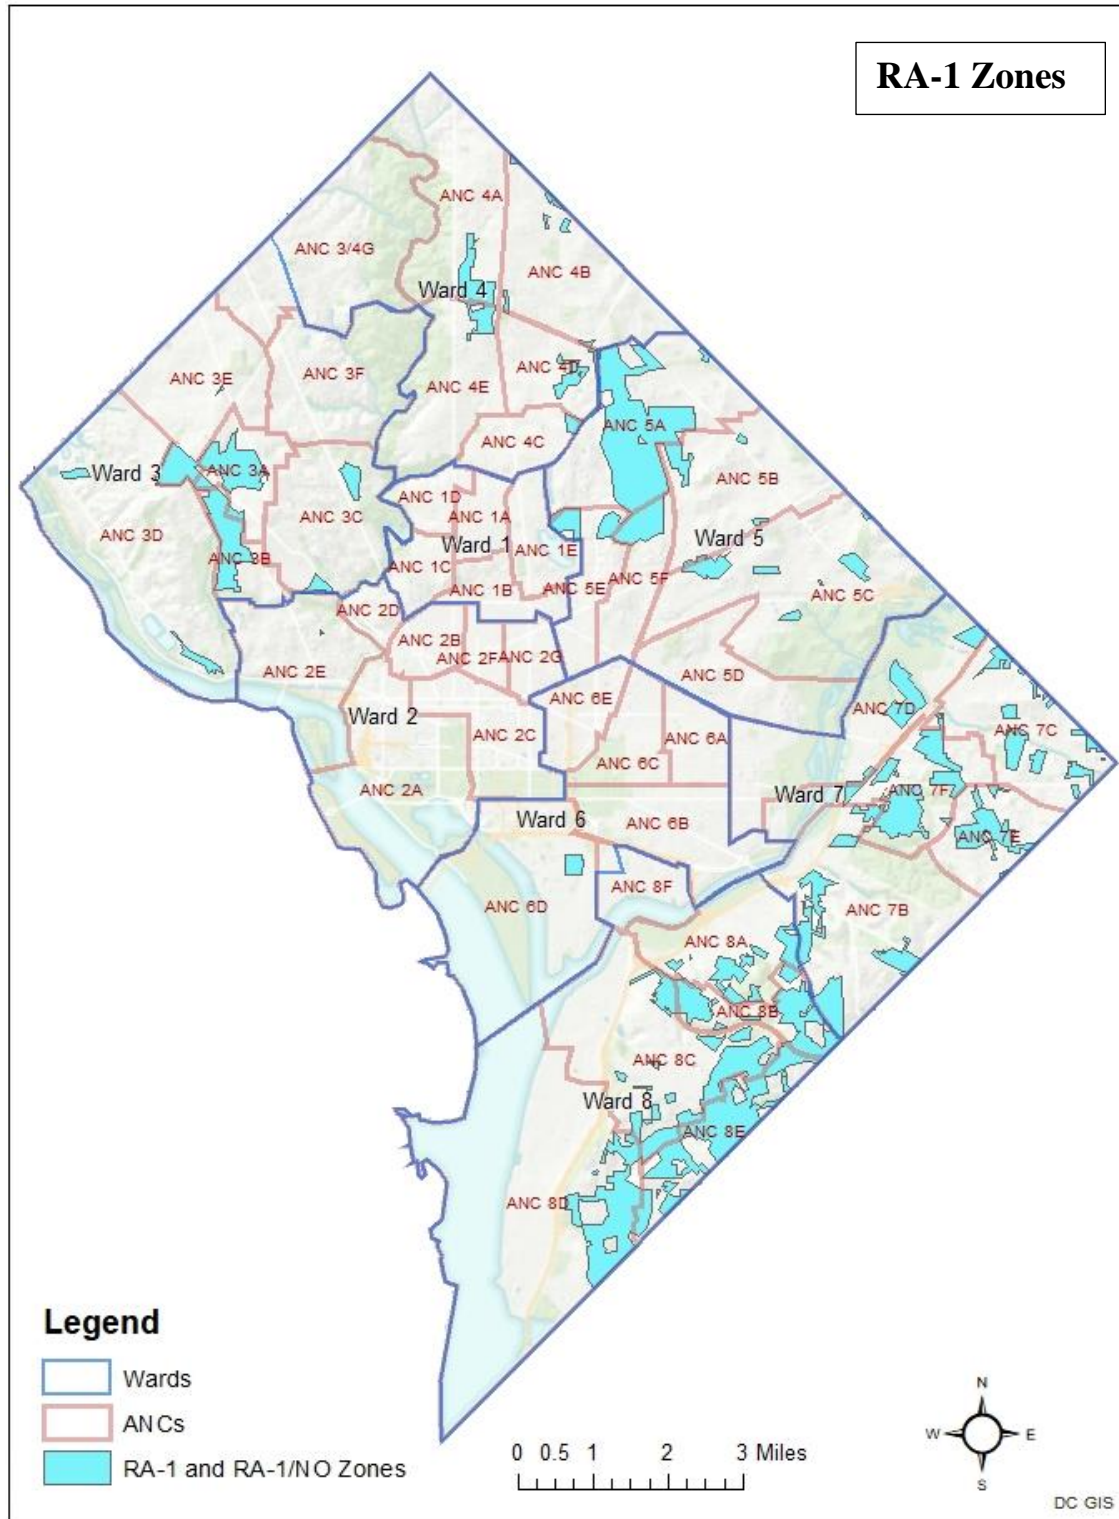 RA-1 Zones
ANC 4A
ANC 3/4G
ANC 4B
Ward 4
ANC 3E
ANC 3F
ANC 4E
ANC 4D
ANC 5A
ANC 4C
Ward 3
ANC 3A
ANC 5B
ANC 1D
ANC 3C
ANC 1A
ANC 3D
Ward 1
ANC 1E
Ward 5
ANC 3B
ANC 1C
ANC 1B
ANC 5E
ANC 5F
ANC 5C
ANC 2D
ANC 2B
ANC 2F
ANC 2G
ANC 2E
ANC 5D
ANC 6E
ANC 7D
Ward 2
ANC 2C
ANC 6A
ANC 7C
ANC 6C
ANC 2A
Ward 7
ANC 7F
Ward 6
ANC 6B
ANC 7E
ANC 8F
ANC 6D
ANC 7B
ANC 8A
ANC 8B
ANC 8C
Ward 8
ANC 8E
ANC 8D
Legend
Wards
ANCs
RA-1 and RA-1/NO Zones
0 0.5 1 2 3 Miles
N
W E
S
DC GIS